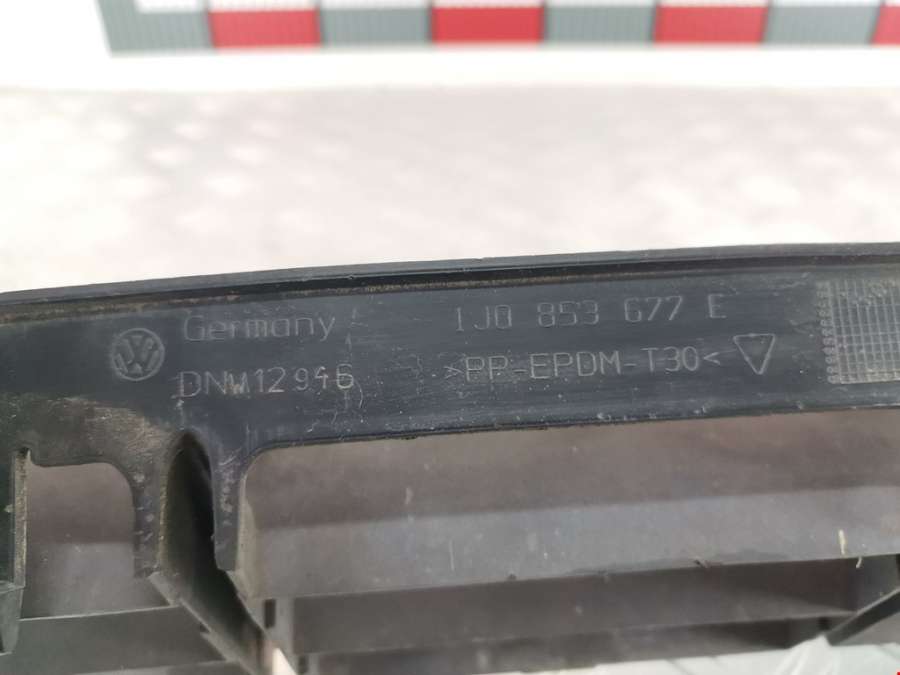 Germany 1J0 853 677 E
DNW12946 >PP-EPDM-T30<